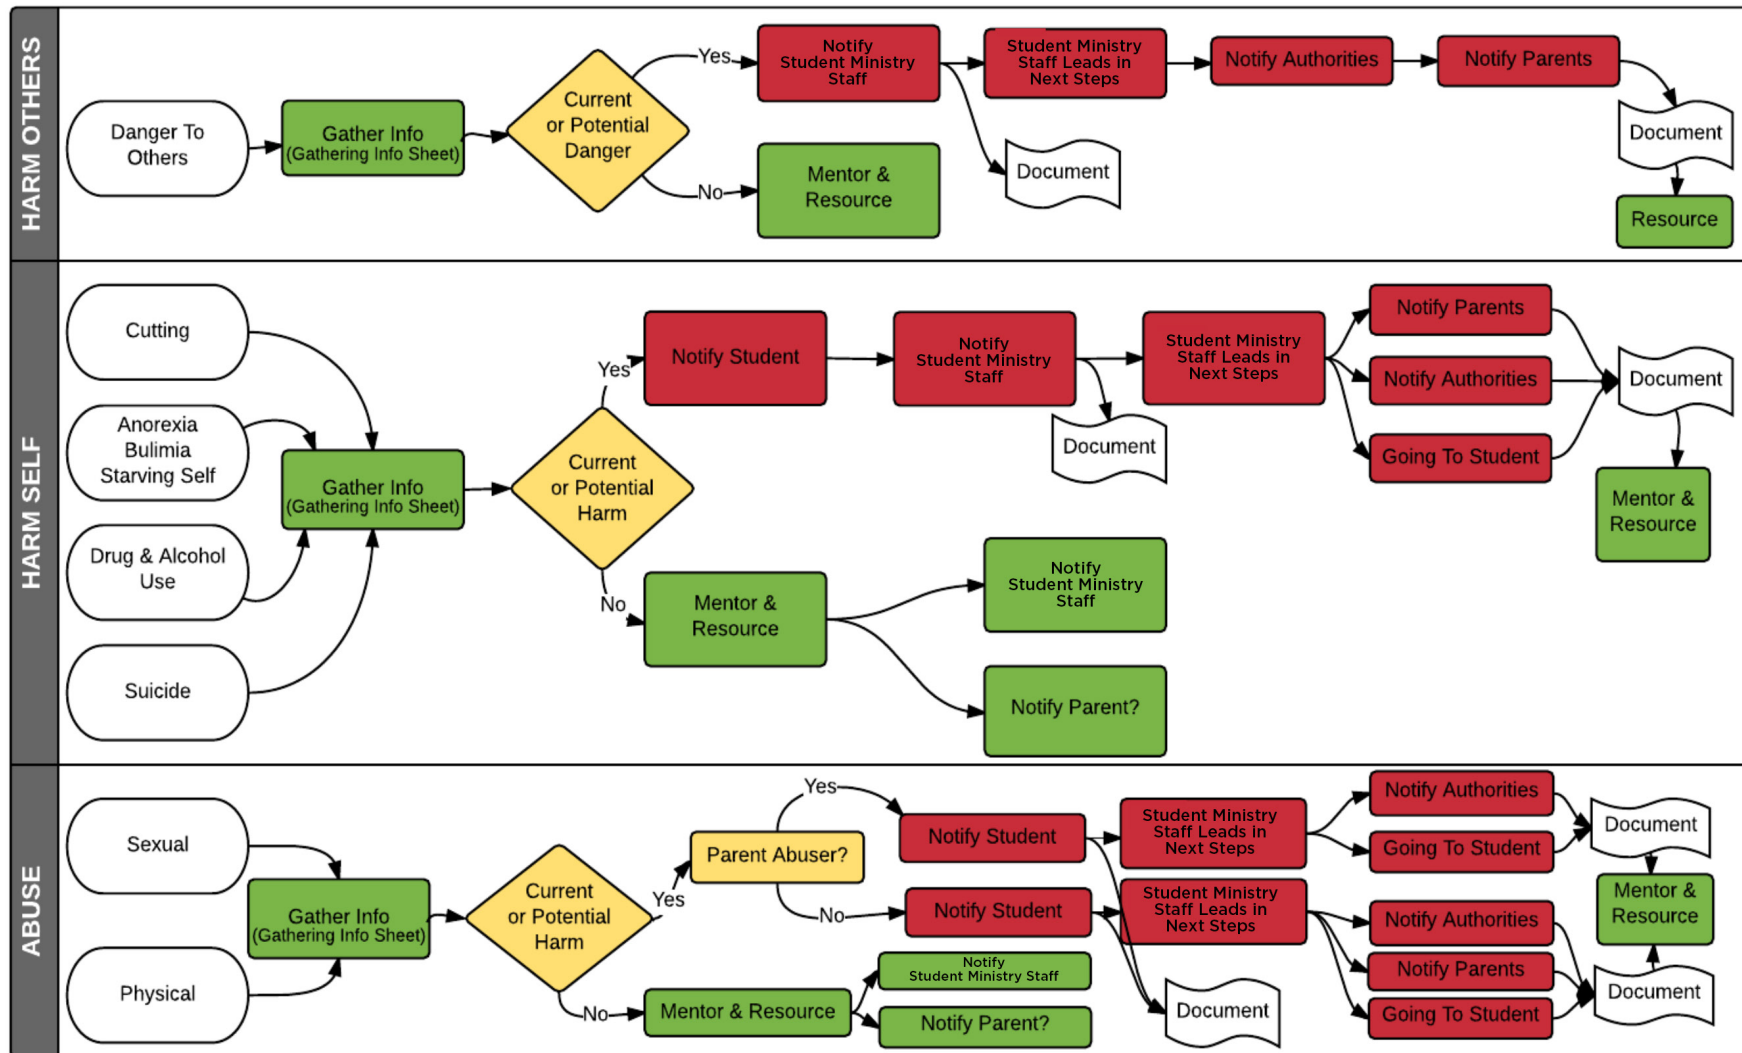 HARM OTHERS
Danger To
Others
Gather Info
(Gathering Info Sheet)
Current
or Potential
Danger
Yes
No
Notify
Student Ministry
Staff
Mentor &
Resource
Document
Student Ministry
Staff Leads in
Next Steps
Notify Authorities
Notify Parents
Document
Resource
HARM SELF
Cutting
Anorexia
Bulimia
Starving Self
Drug & Alcohol
Use
Suicide
Gather Info
(Gathering Info Sheet)
Current
or Potential
Harm
Yes
No
Notify Student
Notify
Student Ministry
Staff
Document
Student Ministry
Staff Leads in
Next Steps
Notify Parents
Notify Authorities
Going To Student
Document
Mentor &
Resource
Mentor &
Resource
Notify
Student Ministry
Staff
Notify Parent?
ABUSE
Sexual
Physical
Gather Info
(Gathering Info Sheet)
Current
or Potential
Harm
Yes
No
Parent Abuser?
Yes
No
Notify Student
Student Ministry
Staff Leads in
Next Steps
Notify Authorities
Going To Student
Document
Mentor &
Resource
Notify Student
Student Ministry
Staff Leads in
Next Steps
Notify Authorities
Notify Parents
Going To Student
Document
Mentor & Resource
Notify
Student Ministry Staff
Notify Parent?
Document